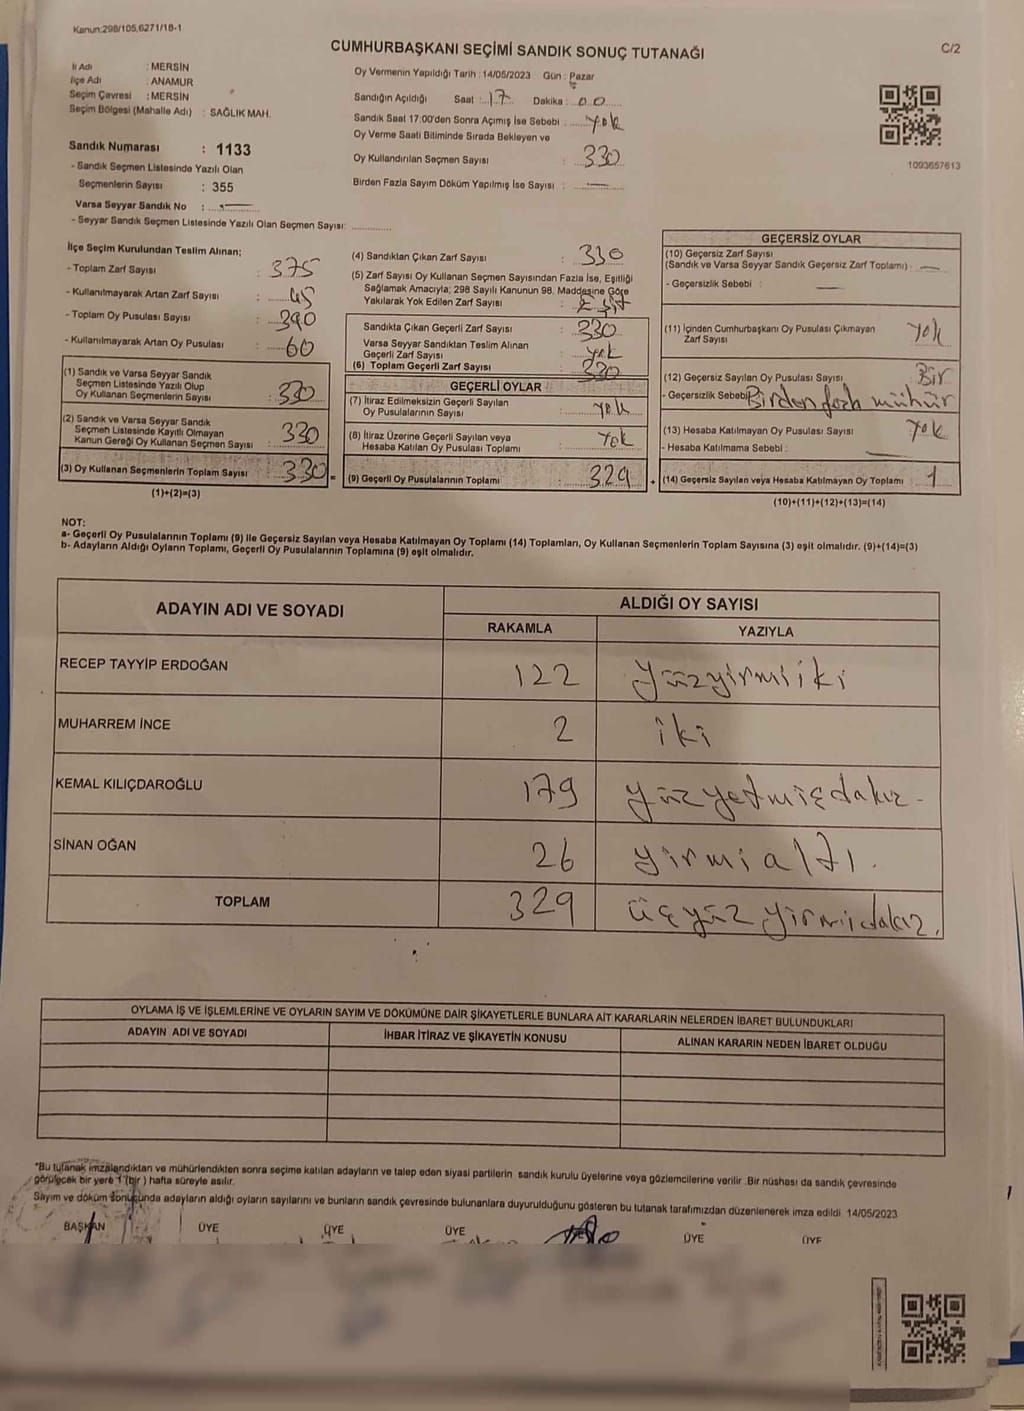 Kanun:298/105,6271/18-1
C/2
CUMHURBAŞKANI SEÇİMİ SANDIK SONUÇ TUTANAĞI
İl Adı : MERSİN
İlçe Adı : ANAMUR
Seçim Çevresi : MERSİN
Seçim Bölgesi (Mahalle Adı) : SAĞLIK MAH.
Sandık Numarası : 1133
- Sandık Seçmen Listesinde Yazılı Olan
Seçmenlerin Sayısı : 355
Varsa Seyyar Sandık No : —
- Seyyar Sandık Seçmen Listesinde Yazılı Olan Seçmen Sayısı: ..............
Oy Vermenin Yapıldığı Tarih : 14/05/2023 Gün : Pazar
Sandığın Açıldığı Saat : 17 Dakika : 00
Sandık Saat 17:00'den Sonra Açımış İse Sebebi : Yok
Oy Verme Saati Bitiminde Sırada Bekleyen ve
Oy Kullandırılan Seçmen Sayısı : 330
Birden Fazla Sayım Döküm Yapılmış İse Sayısı : —
1093657613
İlçe Seçim Kurulundan Teslim Alınan;
- Toplam Zarf Sayısı : 375
- Kullanılmayarak Artan Zarf Sayısı : 45
- Toplam Oy Pusulası Sayısı : 390
- Kullanılmayarak Artan Oy Pusulası : 60
(1) Sandık ve Varsa Seyyar Sandık
Seçmen Listesinde Yazılı Olup
Oy Kullanan Seçmenlerin Sayısı : 330
(2) Sandık ve Varsa Seyyar Sandık
Seçmen Listesinde Kayıtlı Olmayan
Kanun Gereği Oy Kullanan Seçmen Sayısı : 330
(3) Oy Kullanan Seçmenlerin Toplam Sayısı : 330 =
(1)+(2)=(3)
(4) Sandıktan Çıkan Zarf Sayısı : 330
(5) Zarf Sayısı Oy Kullanan Seçmen Sayısından Fazla İse, Eşitliği
Sağlamak Amacıyla; 298 Sayılı Kanunun 98. Maddesine Göre
Yakılarak Yok Edilen Zarf Sayısı : Eşit
Sandıkta Çıkan Geçerli Zarf Sayısı : 330
Varsa Seyyar Sandıktan Teslim Alınan
Geçerli Zarf Sayısı : Yok
(6) Toplam Geçerli Zarf Sayısı : 330
GEÇERLİ OYLAR
(7) İtiraz Edilmeksizin Geçerli Sayılan
Oy Pusulalarının Sayısı : Yok
(8) İtiraz Üzerine Geçerli Sayılan veya
Hesaba Katılan Oy Pusulası Toplamı : Yok
(9) Geçerli Oy Pusulalarının Toplamı : 329 +
GEÇERSİZ OYLAR
(10) Geçersiz Zarf Sayısı
(Sandık ve Varsa Seyyar Sandık Geçersiz Zarf Toplamı) : —
- Geçersizlik Sebebi : —
(11) İçinden Cumhurbaşkanı Oy Pusulası Çıkmayan
Zarf Sayısı Yok
(12) Geçersiz Sayılan Oy Pusulası Sayısı : Bir
- Geçersizlik Sebebi : Birden fazla mühür
(13) Hesaba Katılmayan Oy Pusulası Sayısı : Yok
- Hesaba Katılmama Sebebi : —
(14) Geçersiz Sayılan veya Hesaba Katılmayan Oy Toplamı : 1
(10)+(11)+(12)+(13)=(14)
NOT:
a- Geçerli Oy Pusulalarının Toplamı (9) ile Geçersiz Sayılan veya Hesaba Katılmayan Oy Toplamı (14) Toplamları, Oy Kullanan Seçmenlerin Toplam Sayısına (3) eşit olmalıdır. (9)+(14)=(3)
b- Adayların Aldığı Oyların Toplamı, Geçerli Oy Pusulalarının Toplamına (9) eşit olmalıdır.
ADAYIN ADI VE SOYADI
ALDIĞI OY SAYISI
RAKAMLA YAZIYLA
RECEP TAYYİP ERDOĞAN 122 yüzyirmiiki
MUHARREM İNCE 2 iki
KEMAL KILIÇDAROĞLU 179 yüzyetmişdokuz -
SİNAN OĞAN 26 yirmialtı.
TOPLAM 329 üçyüz yirmidokuz.
OYLAMA İŞ VE İŞLEMLERİNE VE OYLARIN SAYIM VE DÖKÜMÜNE DAİR ŞİKAYETLERLE BUNLARA AİT KARARLARIN NELERDEN İBARET BULUNDUKLARI
ADAYIN ADI VE SOYADI İHBAR İTİRAZ VE ŞİKAYETİN KONUSU ALINAN KARARIN NEDEN İBARET OLDUĞU
"Bu tutanak imzalandıktan ve mühürlendikten sonra seçime katılan adayların ve talep eden siyasi partilerin sandık kurulu üyelerine veya gözlemcilerine verilir .Bir nüshası da sandık çevresinde
görülecek bir yere 1 (bir ) hafta süreyle asılır.
Sayım ve döküm sonucunda adayların aldığı oyların sayılarını ve bunların sandık çevresinde bulunanlara duyurulduğunu gösteren bu tutanak tarafımızdan düzenlenerek imza edildi. 14/05/2023
BAŞKAN ÜYE ÜYE ÜYE ÜYE ÜYE